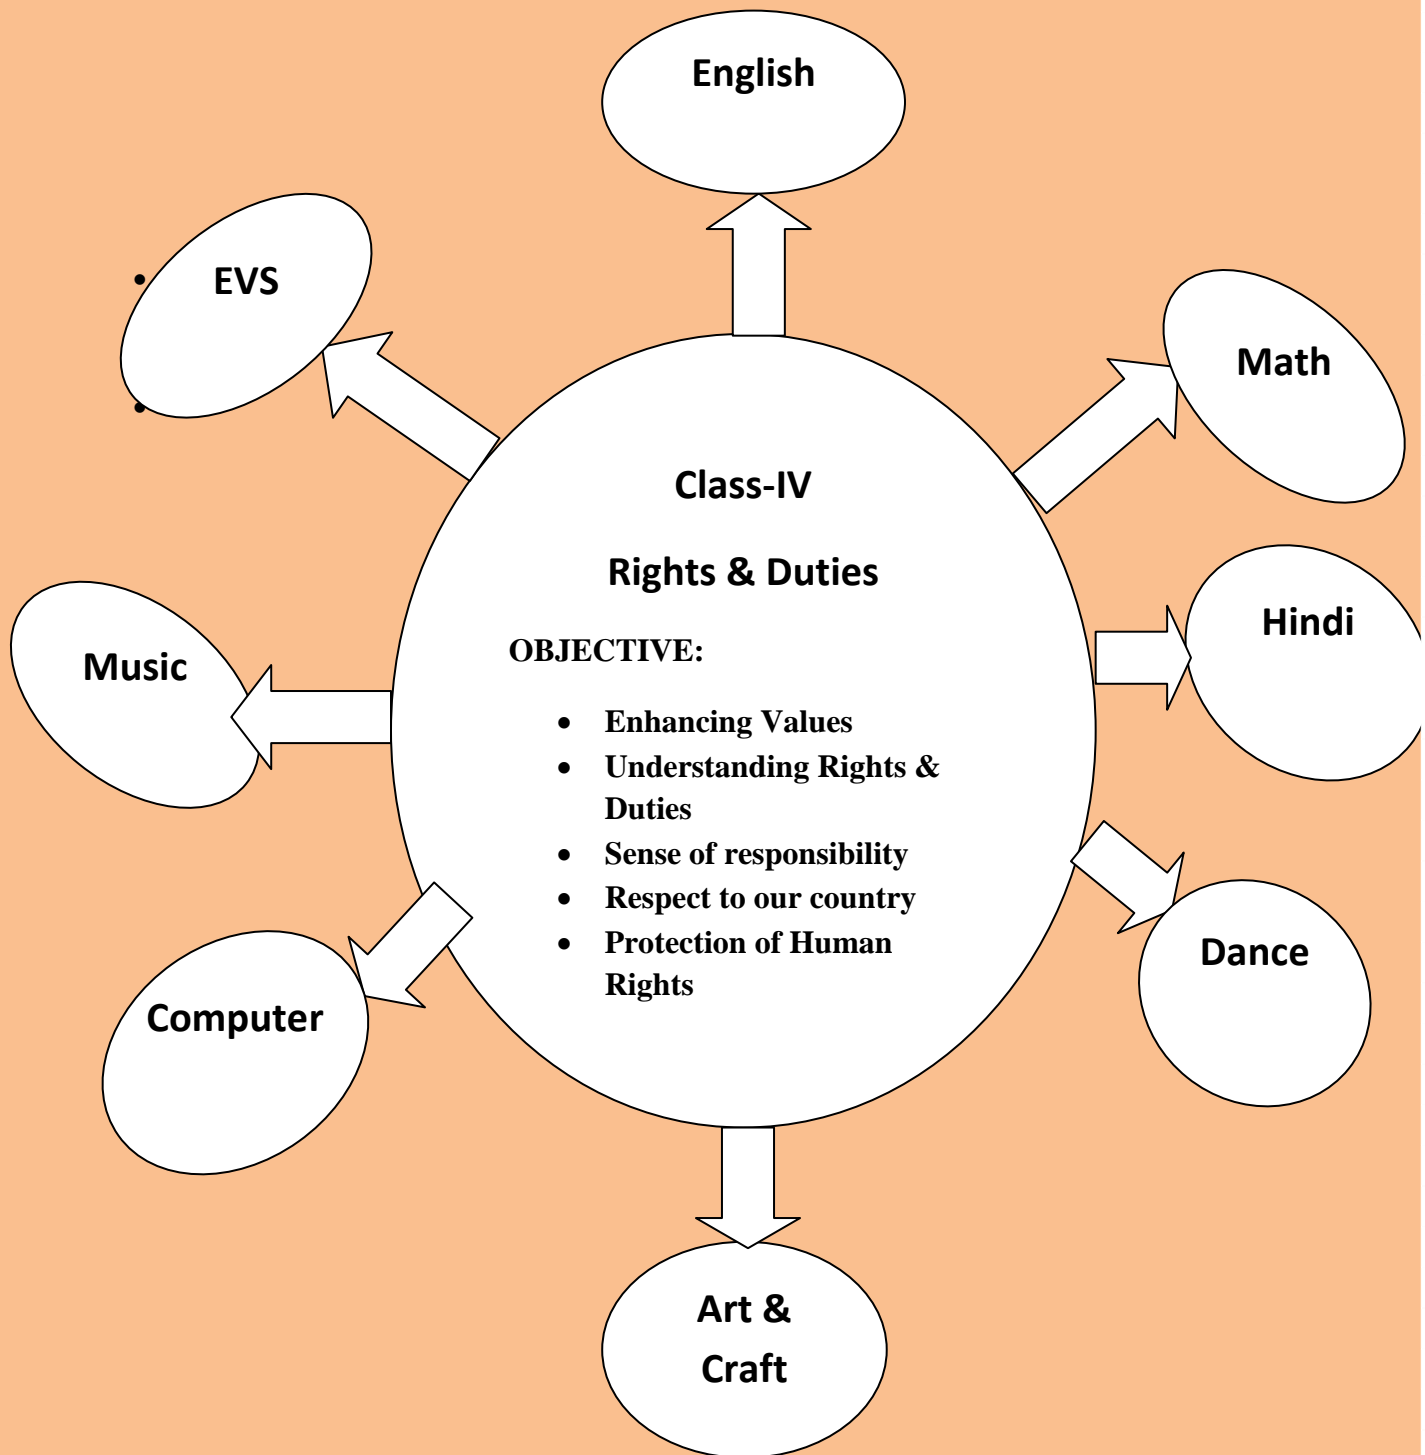 English
EVS
Math
Class-IV
Rights & Duties
Hindi
OBJECTIVE:
Music
• Enhancing Values
• Understanding Rights &
Duties
• Sense of responsibility
• Respect to our country
• Protection of Human
Rights
Dance
Computer
Art &
Craft